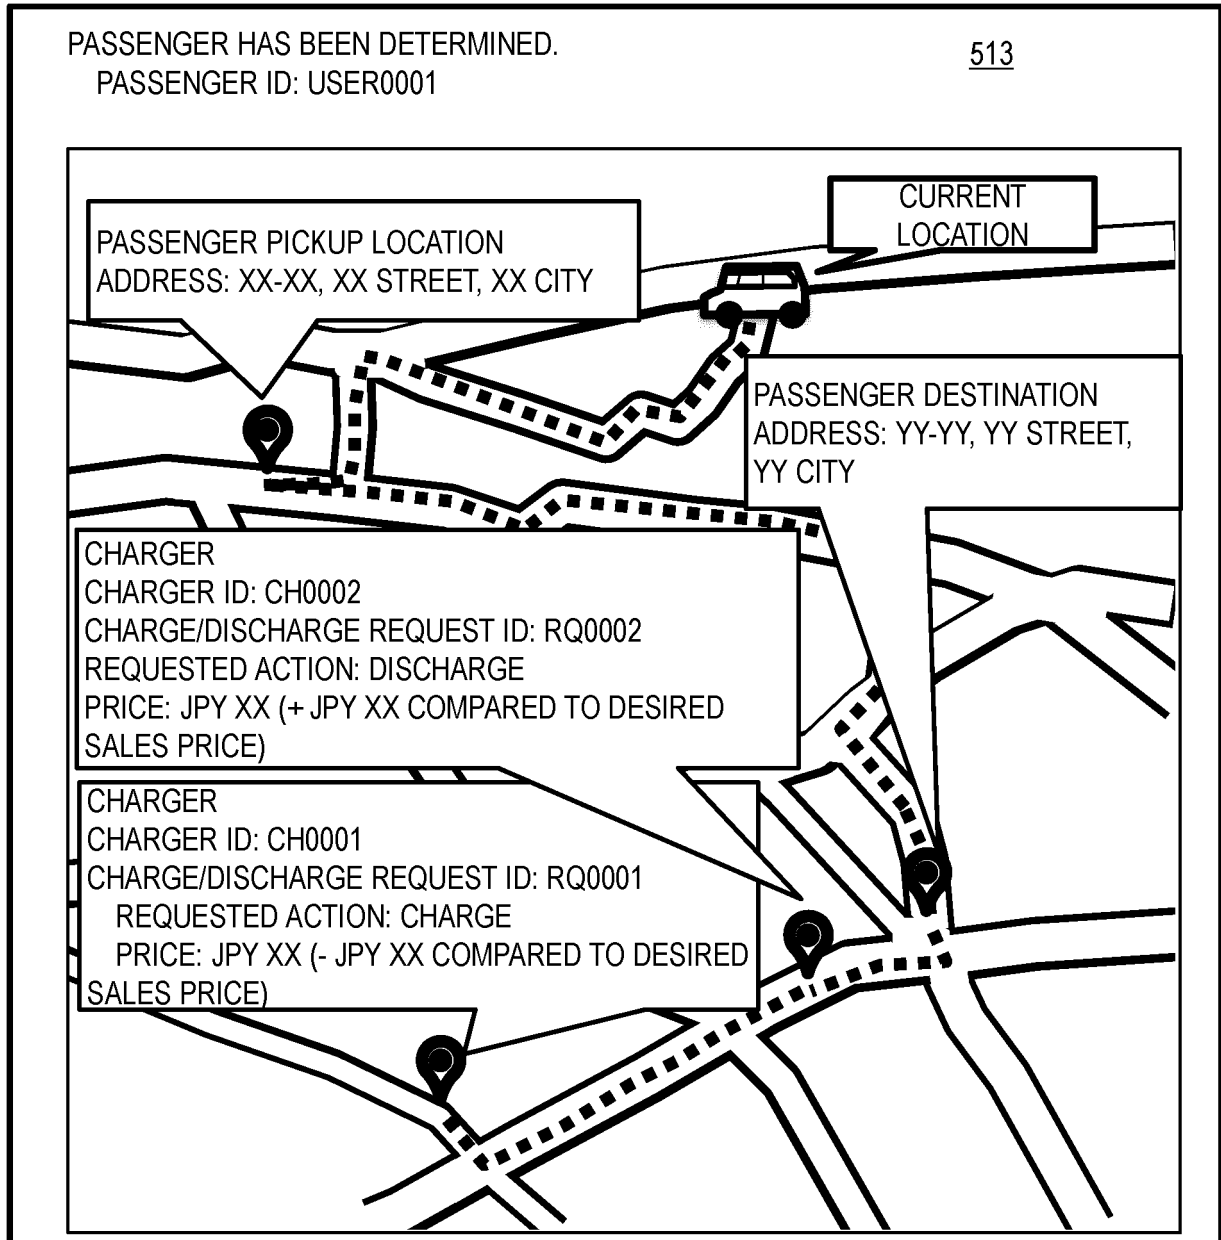 PASSENGER HAS BEEN DETERMINED.
PASSENGER ID: USER0001
513
CURRENT
LOCATION
PASSENGER PICKUP LOCATION
ADDRESS: XX-XX, XX STREET, XX CITY
PASSENGER DESTINATION
ADDRESS: YY-YY, YY STREET,
YY CITY
CHARGER
CHARGER ID: CH0002
CHARGE/DISCHARGE REQUEST ID: RQ0002
REQUESTED ACTION: DISCHARGE
PRICE: JPY XX (+ JPY XX COMPARED TO DESIRED
SALES PRICE)
CHARGER
CHARGER ID: CH0001
CHARGE/DISCHARGE REQUEST ID: RQ0001
REQUESTED ACTION: CHARGE
PRICE: JPY XX (- JPY XX COMPARED TO DESIRED
SALES PRICE)